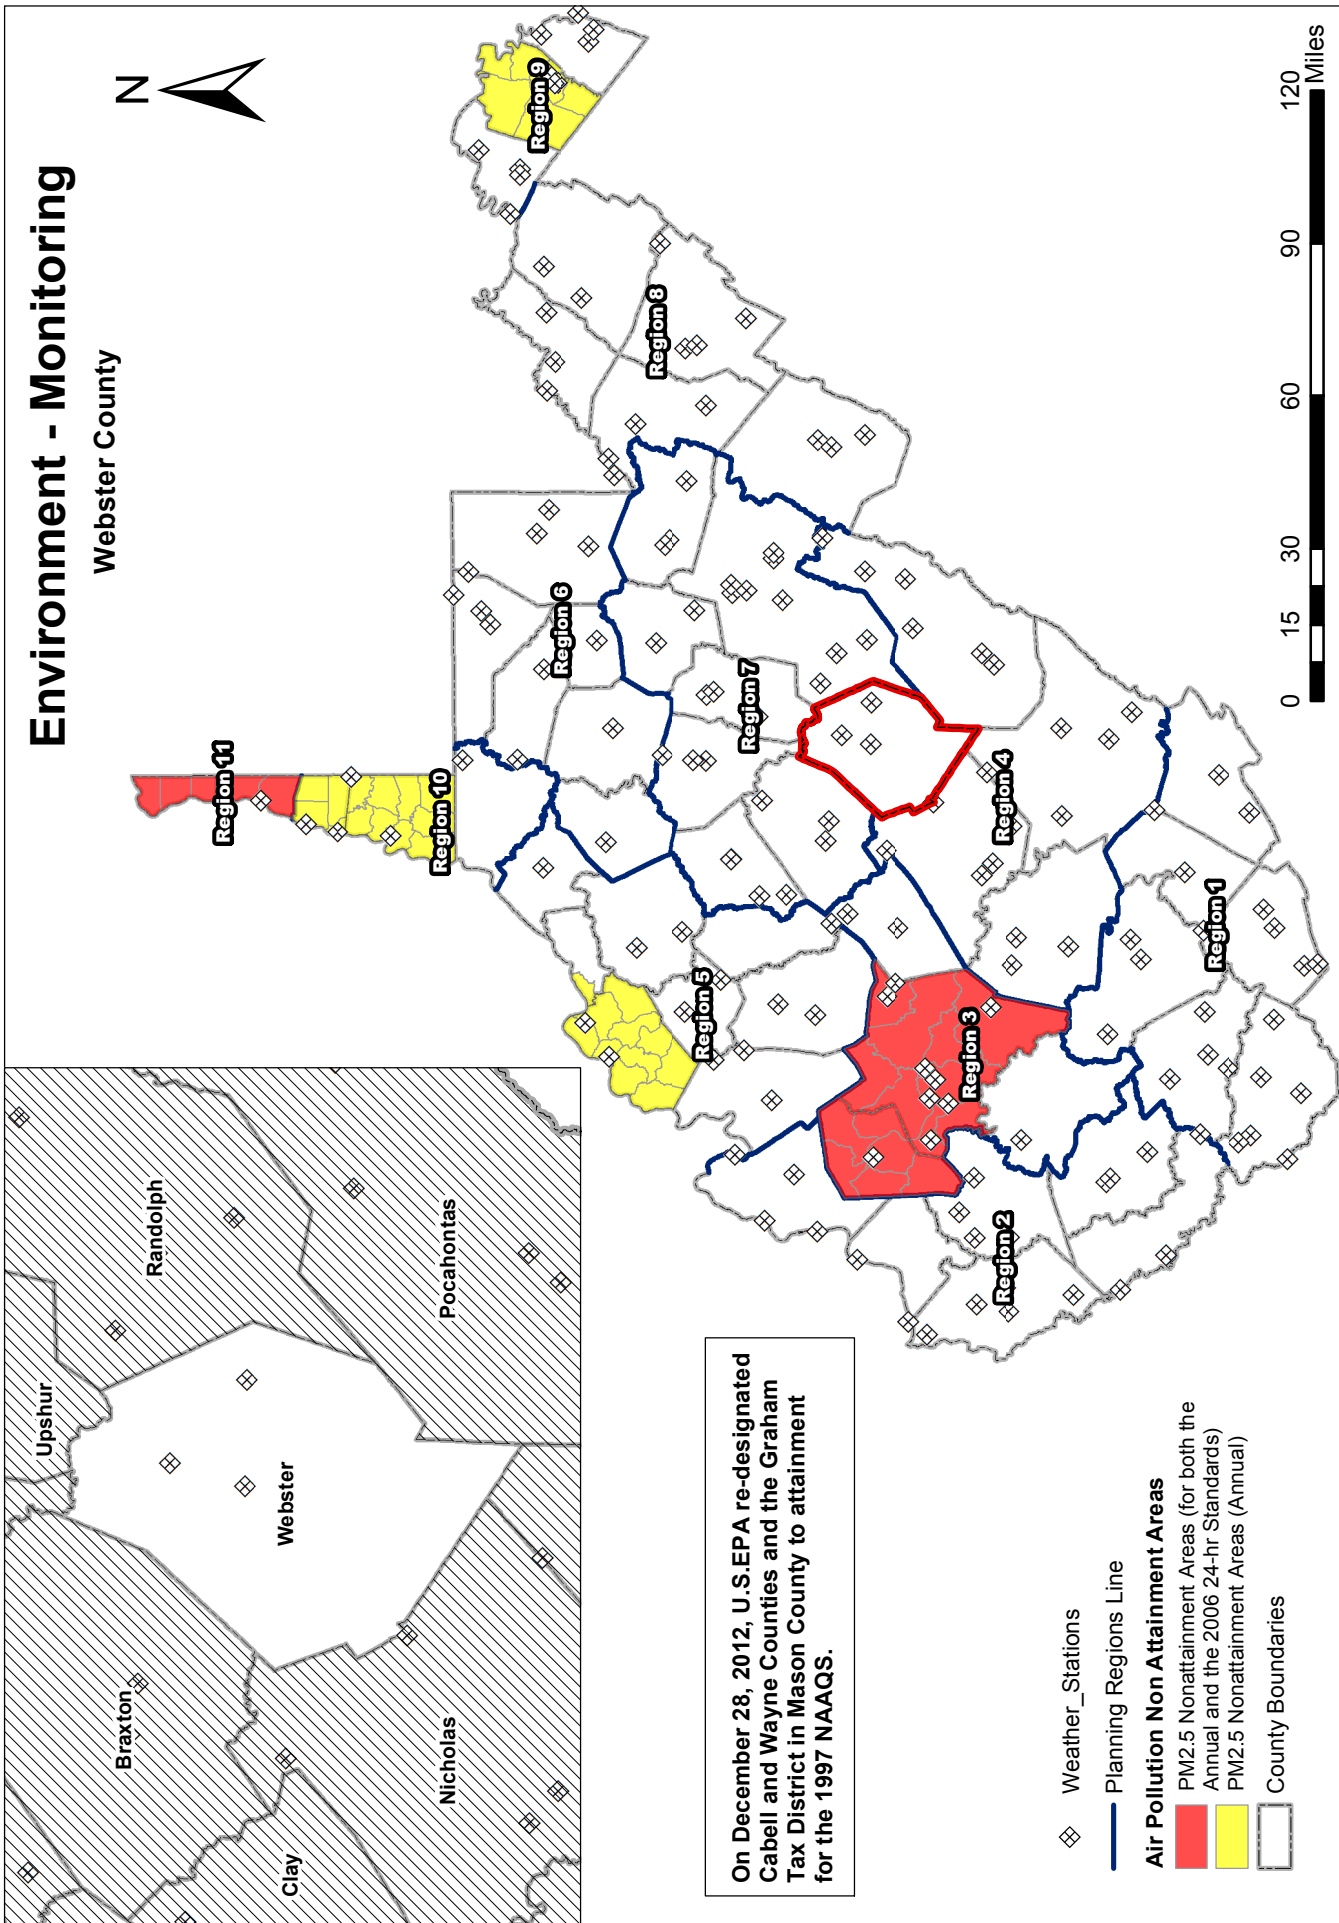 Environment - Monitoring
Webster County
N
Upshur
Randolph
Braxton
Webster
Pocahontas
Clay
Nicholas
Region 11
Region 10
Region 9
Region 8
Region 6
Region 7
Region 5
Region 4
Region 3
Region 2
Region 1
On December 28, 2012, U.S.EPA re-designated
Cabell and Wayne Counties and the Graham
Tax District in Mason County to attainment
for the 1997 NAAQS.
Weather_Stations
Planning Regions Line
Air Pollution Non Attainment Areas
PM2.5 Nonattainment Areas (for both the
Annual and the 2006 24-hr Standards)
PM2.5 Nonattainment Areas (Annual)
County Boundaries
0 15 30 60 90 120
Miles